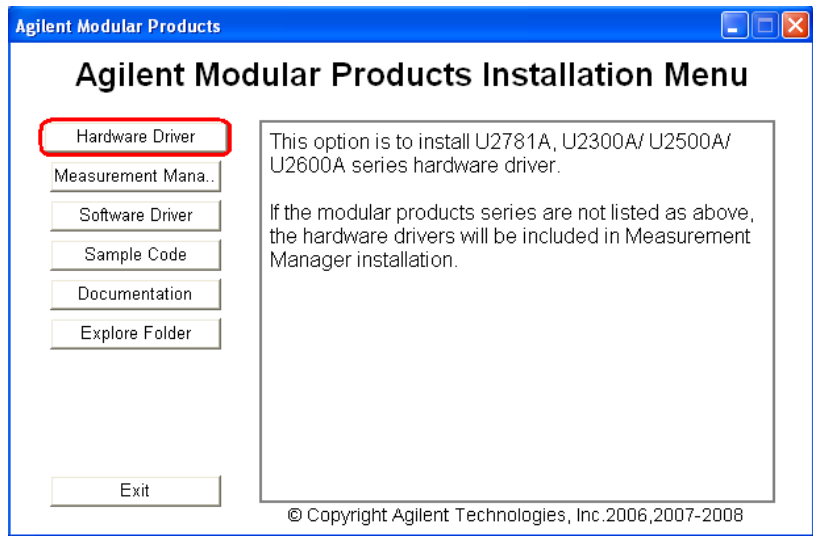 Agilent Modular Products
Agilent Modular Products Installation Menu
Hardware Driver
Measurement Mana..
Software Driver
Sample Code
Documentation
Explore Folder
Exit
This option is to install U2781A, U2300A/ U2500A/
U2600A series hardware driver.
If the modular products series are not listed as above,
the hardware drivers will be included in Measurement
Manager installation.
© Copyright Agilent Technologies, Inc.2006,2007-2008